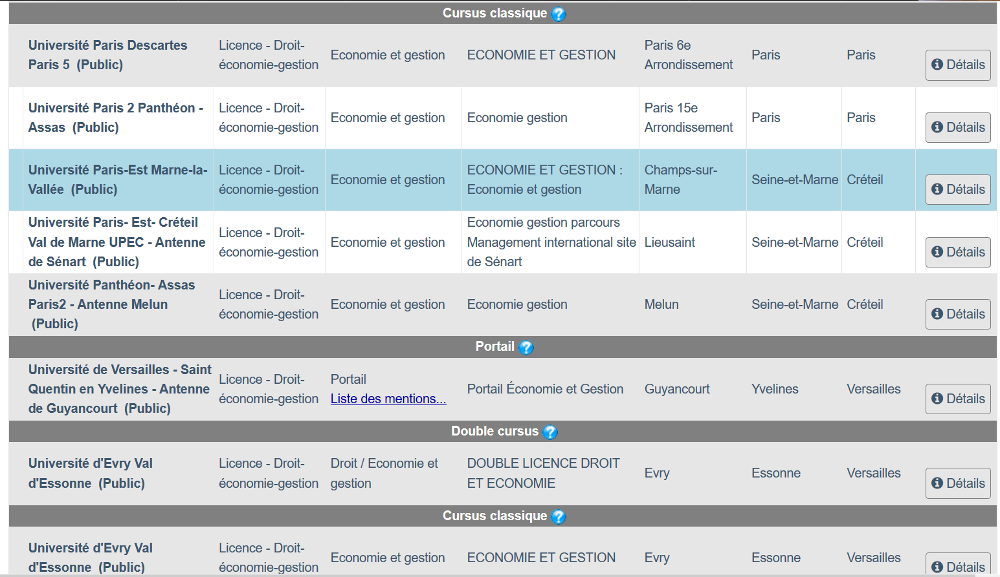 Cursus classique ?
Université Paris Descartes
Paris 5 (Public)
Licence - Droit-
économie-gestion
Economie et gestion
ECONOMIE ET GESTION
Paris 6e
Arrondissement
Paris
Paris
Détails
Université Paris 2 Panthéon -
Assas (Public)
Licence - Droit-
économie-gestion
Economie et gestion
Economie gestion
Paris 15e
Arrondissement
Paris
Paris
Détails
Université Paris-Est Marne-la-
Vallée (Public)
Licence - Droit-
économie-gestion
Economie et gestion
ECONOMIE ET GESTION :
Economie et gestion
Champs-sur-
Marne
Seine-et-Marne
Créteil
Détails
Université Paris- Est- Créteil
Val de Marne UPEC - Antenne
de Sénart (Public)
Licence - Droit-
économie-gestion
Economie et gestion
Economie gestion parcours
Management international site
de Sénart
Lieusaint
Seine-et-Marne
Créteil
Détails
Université Panthéon- Assas
Paris2 - Antenne Melun
(Public)
Licence - Droit-
économie-gestion
Economie et gestion
Economie gestion
Melun
Seine-et-Marne
Créteil
Détails
Portail ?
Université de Versailles - Saint
Quentin en Yvelines - Antenne
de Guyancourt (Public)
Licence - Droit-
économie-gestion
Portail
Liste des mentions...
Portail Économie et Gestion
Guyancourt
Yvelines
Versailles
Détails
Double cursus ?
Université d'Evry Val
d'Essonne (Public)
Licence - Droit-
économie-gestion
Droit / Economie et
gestion
DOUBLE LICENCE DROIT
ET ECONOMIE
Evry
Essonne
Versailles
Détails
Cursus classique ?
Université d'Evry Val
d'Essonne (Public)
Licence - Droit-
économie-gestion
Economie et gestion
ECONOMIE ET GESTION
Evry
Essonne
Versailles
Détails